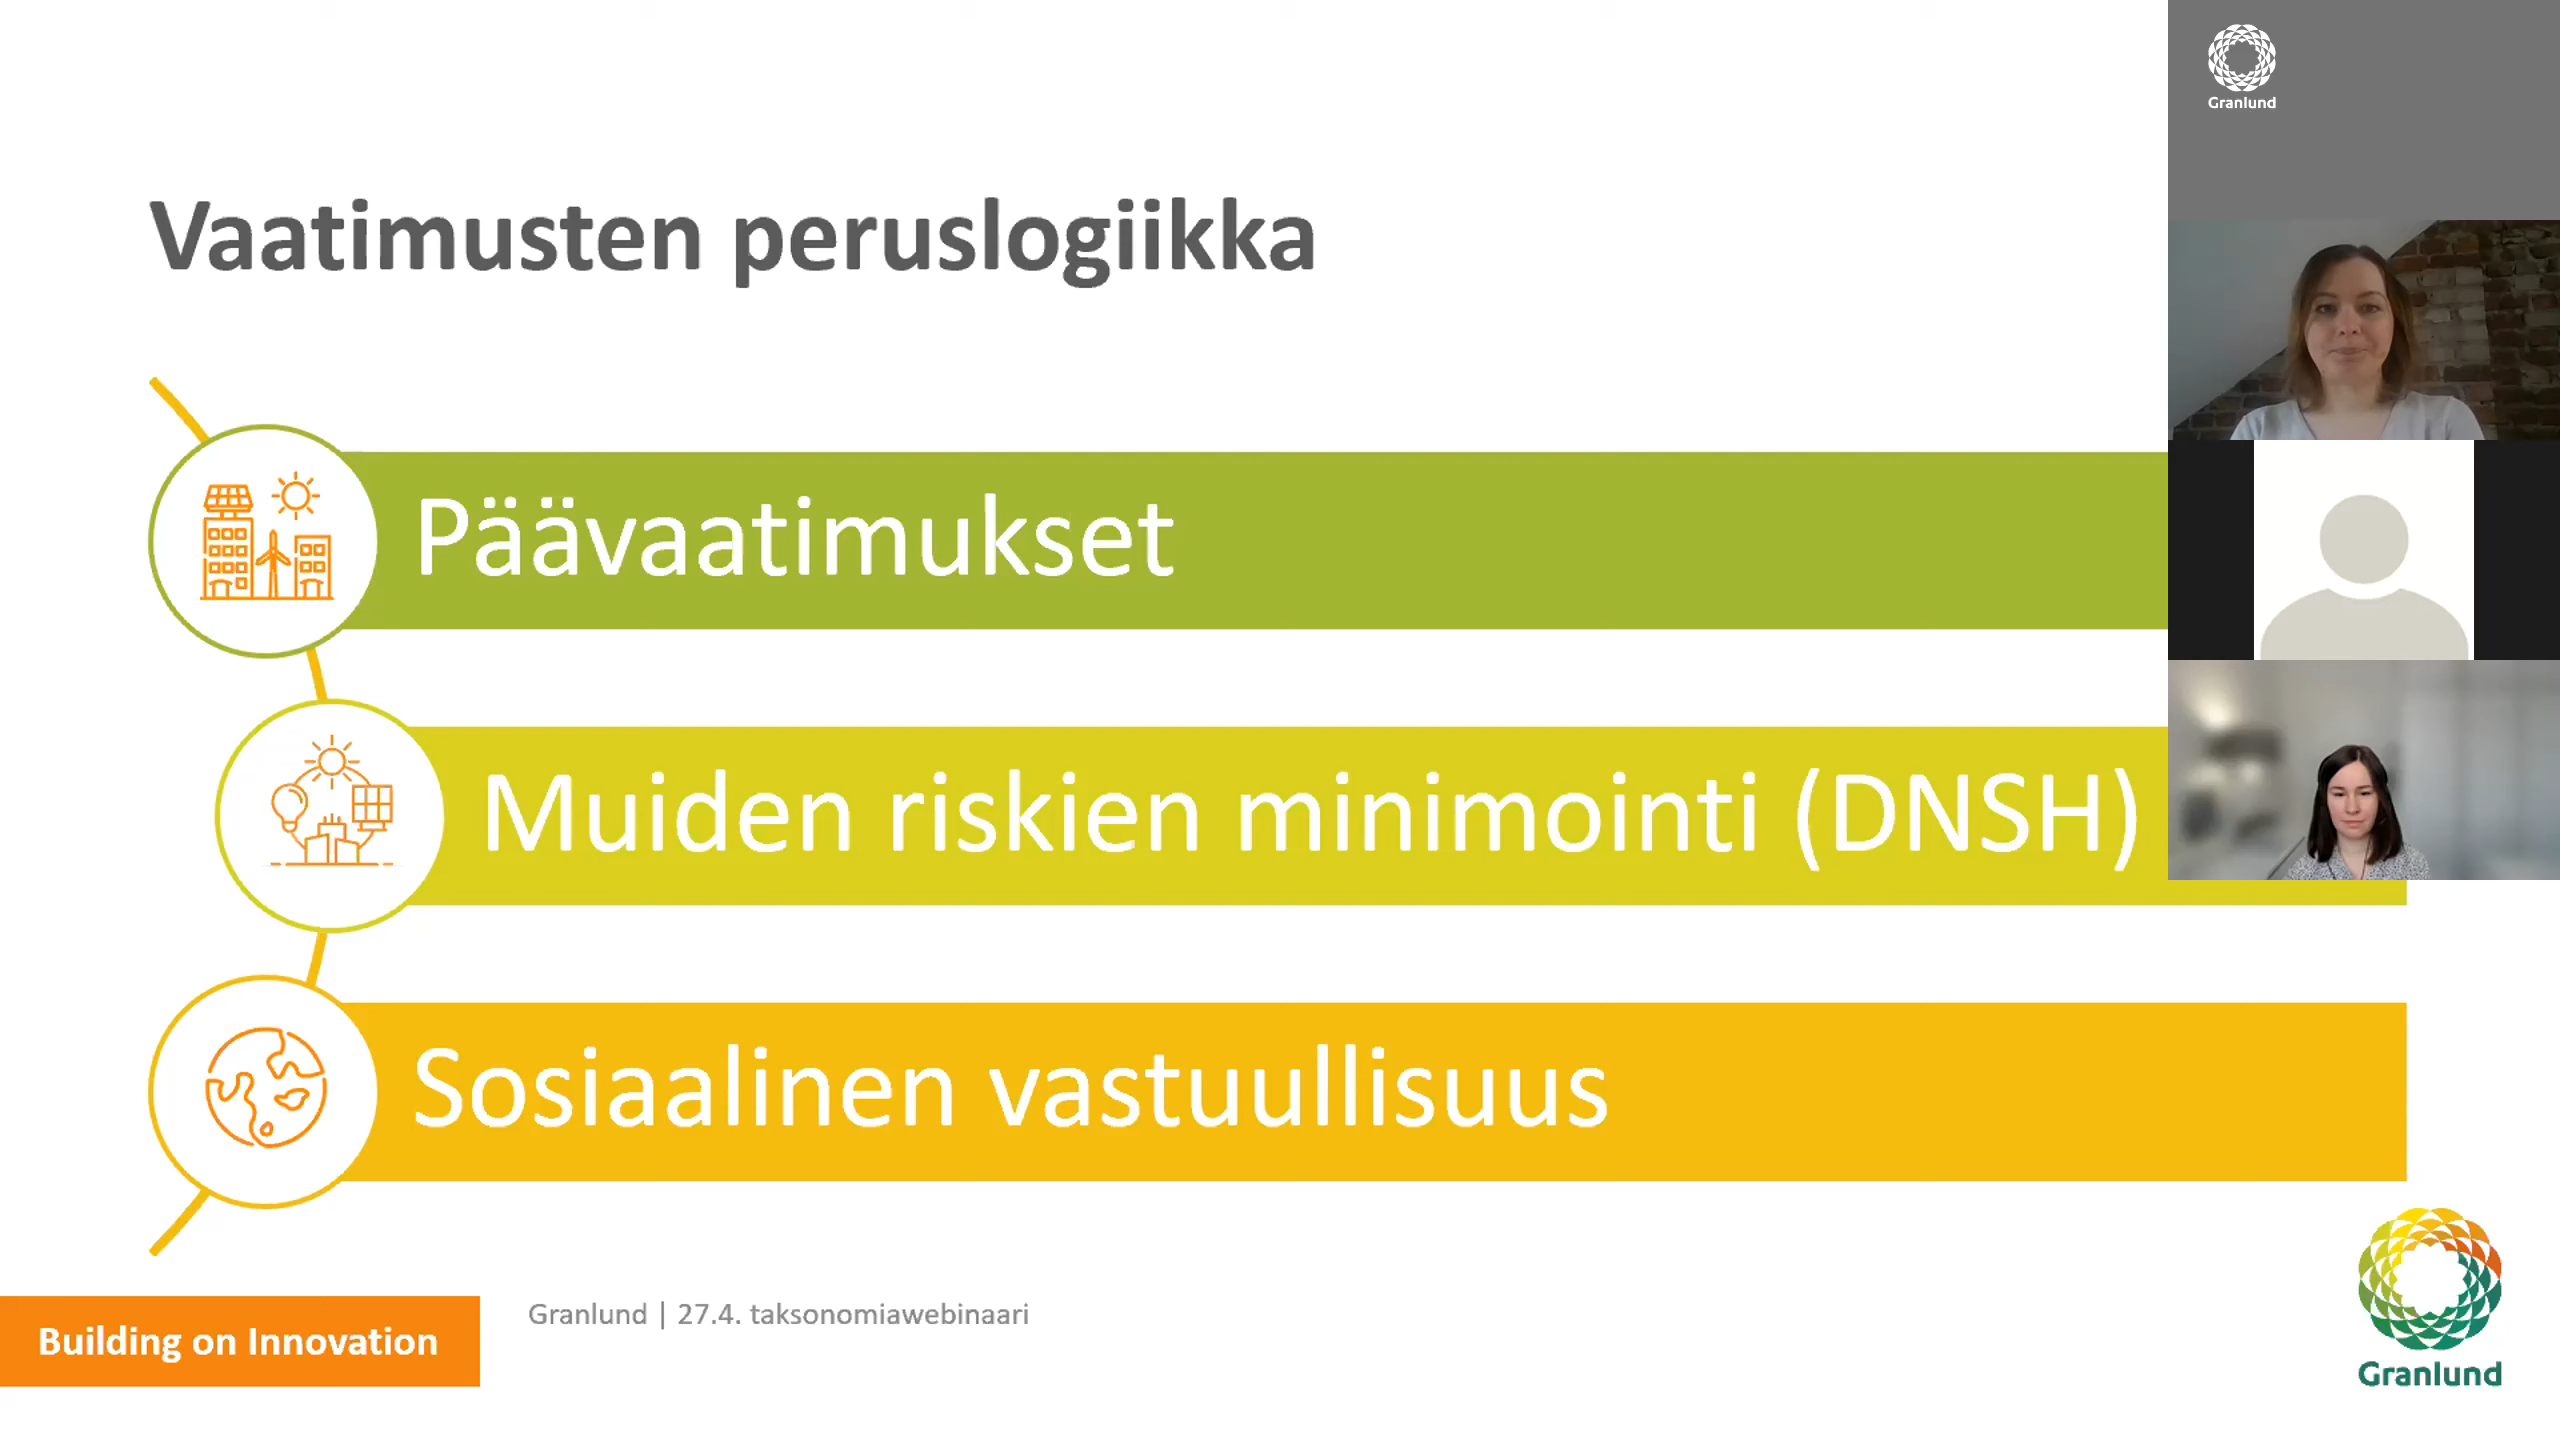 Granlund
Vaatimusten peruslogiikka
Päävaatimukset
Muiden riskien minimointi (DNSH)
Sosiaalinen vastuullisuus
Building on Innovation
Granlund | 27.4. taksonomiawebinaari
Granlund